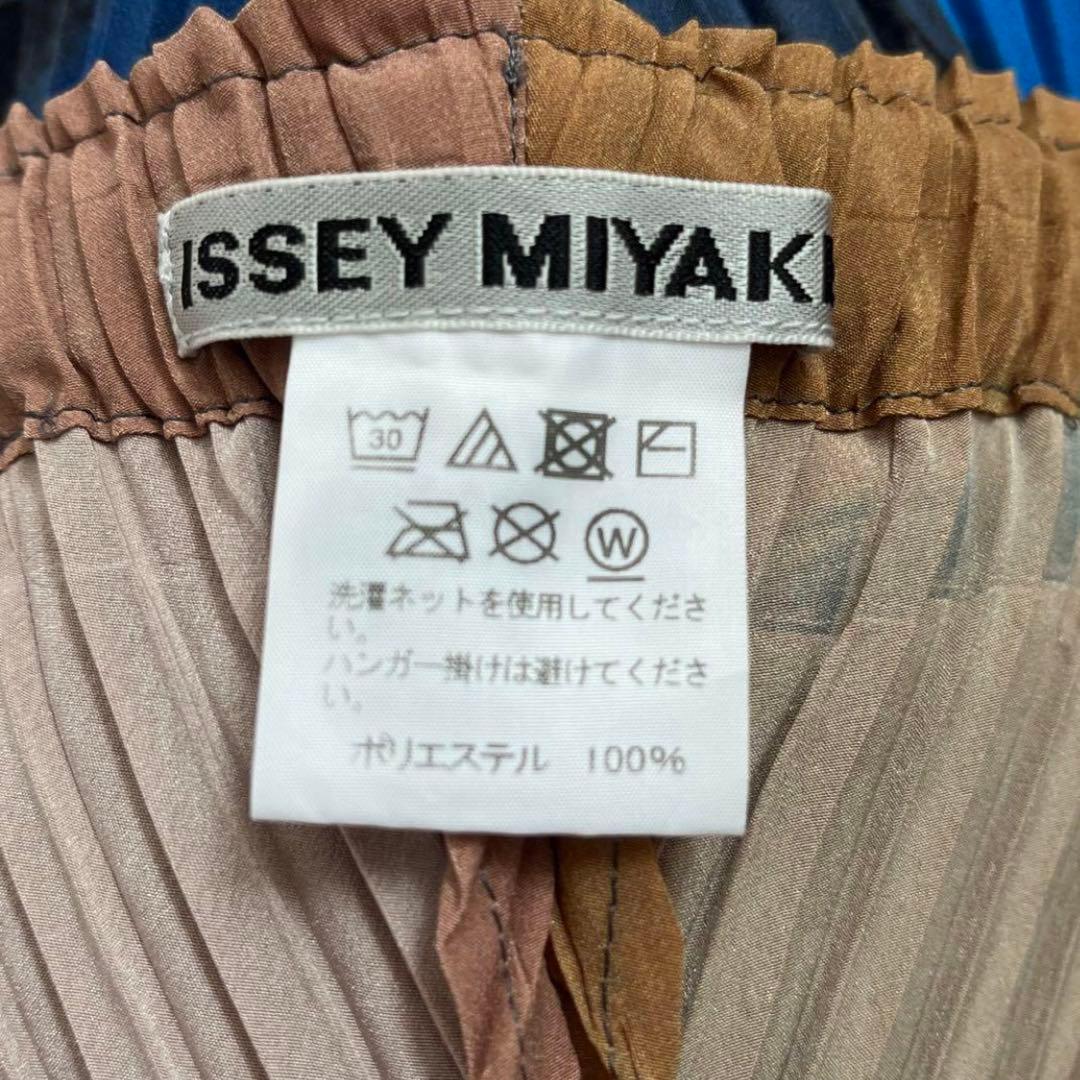 ISSEY MIYAKE
30
W
洗濯ネットを使用してくださ
い。
ハンガー掛けは避けてくださ
い。
ポリエステル 100%